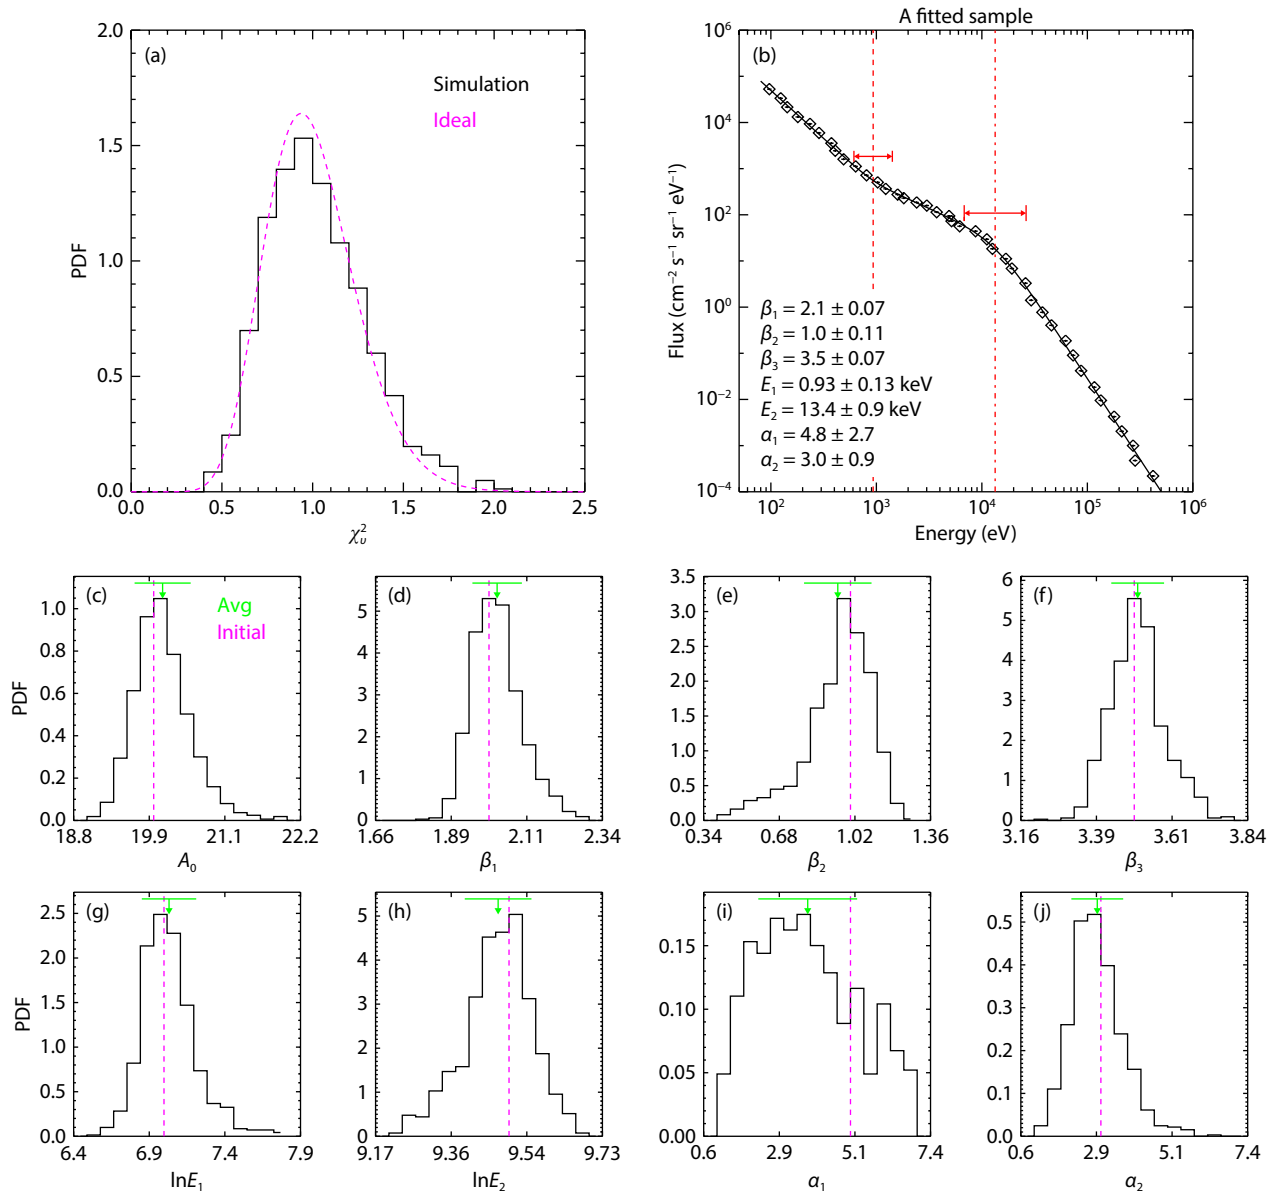 A fitted sample
(a)
Simulation
Ideal
2.0
1.5
1.0
0.5
0.0
PDF
0.0 0.5 1.0 1.5 2.0 2.5
χ²υ
(b)
10⁶
10⁴
10²
10⁰
10⁻²
10⁻⁴
Flux (cm⁻² s⁻¹ sr⁻¹ eV⁻¹)
β₁ = 2.1 ± 0.07
β₂ = 1.0 ± 0.11
β₃ = 3.5 ± 0.07
E₁ = 0.93 ± 0.13 keV
E₂ = 13.4 ± 0.9 keV
α₁ = 4.8 ± 2.7
α₂ = 3.0 ± 0.9
10² 10³ 10⁴ 10⁵ 10⁶
Energy (eV)
(c)
Avg
Initial
1.0
0.8
0.6
0.4
0.2
0.0
PDF
18.8 19.9 21.1 22.2
A₀
(d)
5
4
3
2
1
0
1.66 1.89 2.11 2.34
β₁
(e)
3.5
3.0
2.5
2.0
1.5
1.0
0.5
0.0
0.34 0.68 1.02 1.36
β₂
(f)
6
5
4
3
2
1
0
3.16 3.39 3.61 3.84
β₃
(g)
2.5
2.0
1.5
1.0
0.5
0.0
PDF
6.4 6.9 7.4 7.9
lnE₁
(h)
5
4
3
2
1
0
9.17 9.36 9.54 9.73
lnE₂
(i)
0.15
0.10
0.05
0.00
0.6 2.9 5.1 7.4
α₁
(j)
0.5
0.4
0.3
0.2
0.1
0.0
0.6 2.9 5.1 7.4
α₂